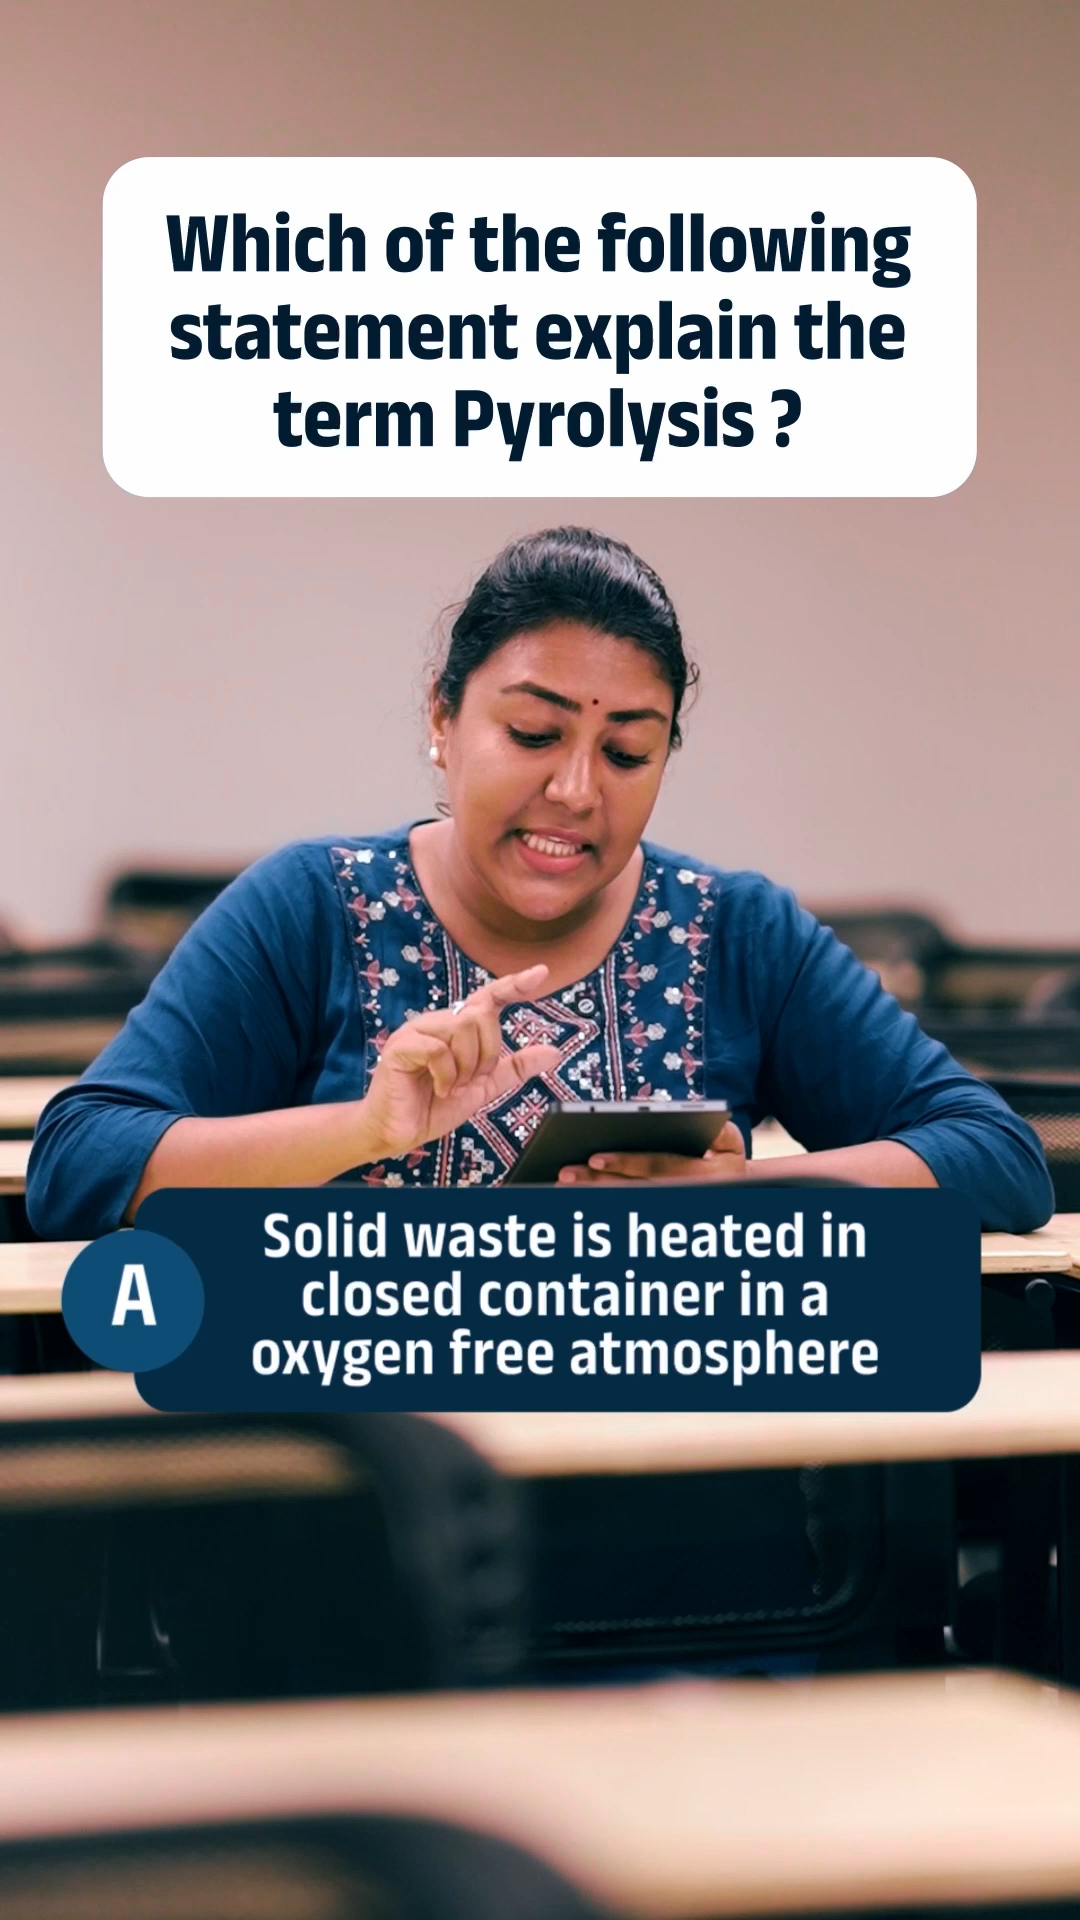 Which of the following
statement explain the
term Pyrolysis ?
A
Solid waste is heated in
closed container in a
oxygen free atmosphere